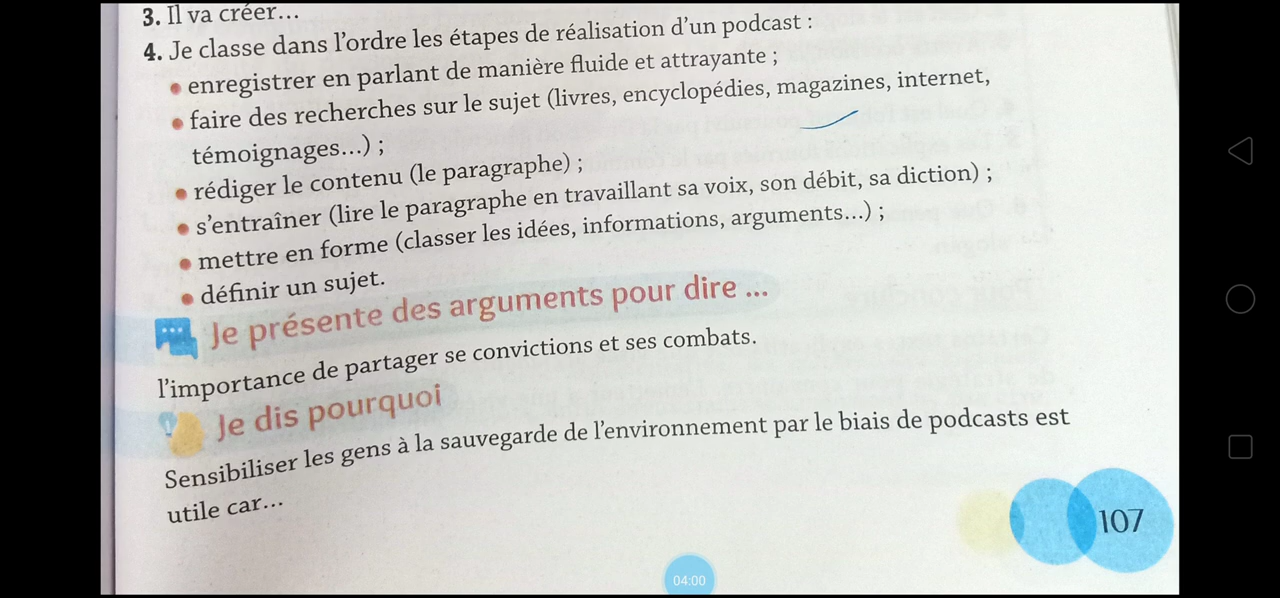 3. Il va créer...
4. Je classe dans l'ordre les étapes de réalisation d'un podcast :
• enregistrer en parlant de manière fluide et attrayante ;
• faire des recherches sur le sujet (livres, encyclopédies, magazines, internet,
témoignages...) ;
• rédiger le contenu (le paragraphe) ;
• s'entraîner (lire le paragraphe en travaillant sa voix, son débit, sa diction) ;
• mettre en forme (classer les idées, informations, arguments...) ;
• définir un sujet.
Je présente des arguments pour dire ...
l'importance de partager se convictions et ses combats.
Je dis pourquoi
Sensibiliser les gens à la sauvegarde de l'environnement par le biais de podcasts est
utile car...
107
04:00